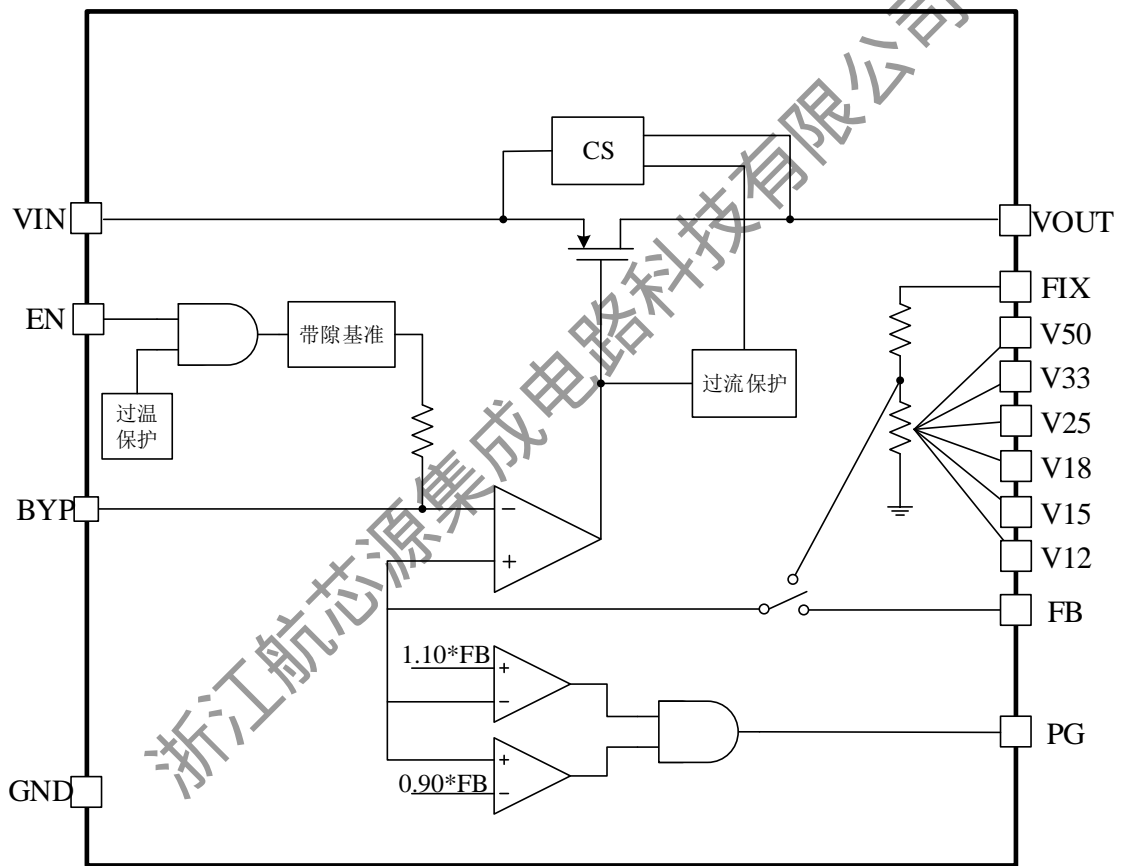 CS
VIN
VOUT
EN
带隙基准
FIX
V50
V33
V25
V18
V15
V12
过流保护
过温
保护
BYP
−
+
FB
1.10*FB
+
−
PG
+
0.90*FB
−
GND
浙江航芯源集成电路科技有限公司